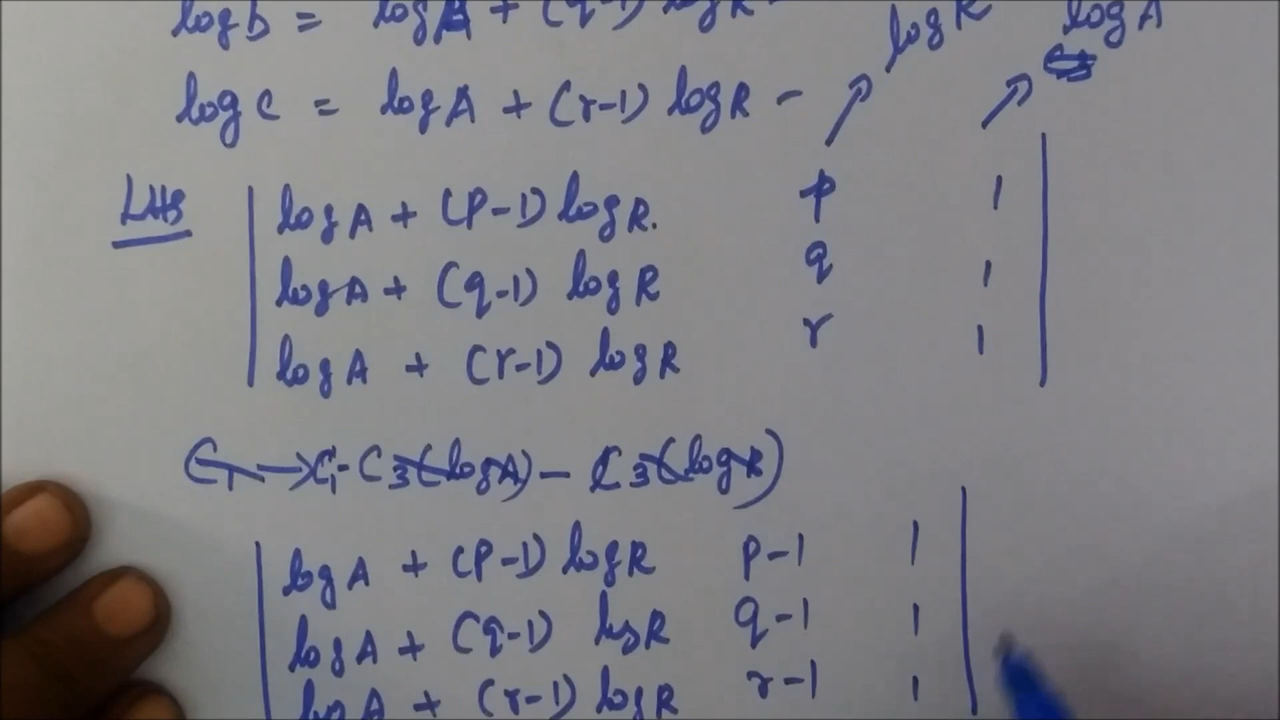 log b = log A + (q-1) log R
log R
log A
log c = log A + (r-1) log R -
LHS
log A + (P-1) log R. p 1
log A + (q-1) log R q 1
log A + (r-1) log R r 1
C1 → C1 - C3 (log A) - C3 (log R)
log A + (P-1) log R p-1 1
log A + (q-1) log R q-1 1
log A + (r-1) log R r-1 1